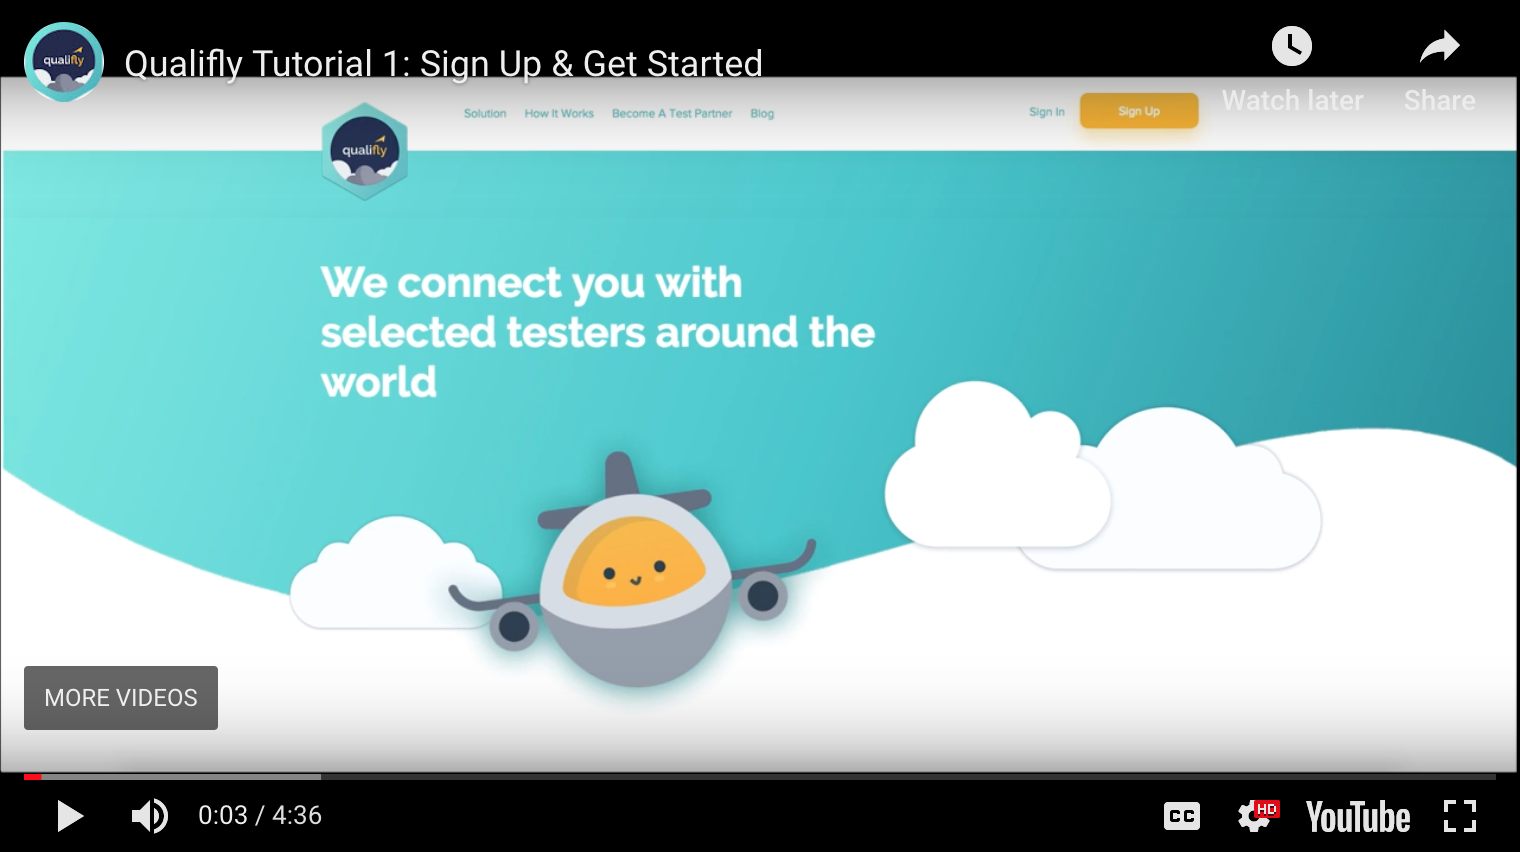 qualifly
Qualifly Tutorial 1: Sign Up & Get Started
Watch later
Share
qualifly
Solution
How It Works
Become A Test Partner
Blog
Sign In
Sign Up
We connect you with
selected testers around the
world
MORE VIDEOS
0:03 / 4:36
CC
HD
YouTube